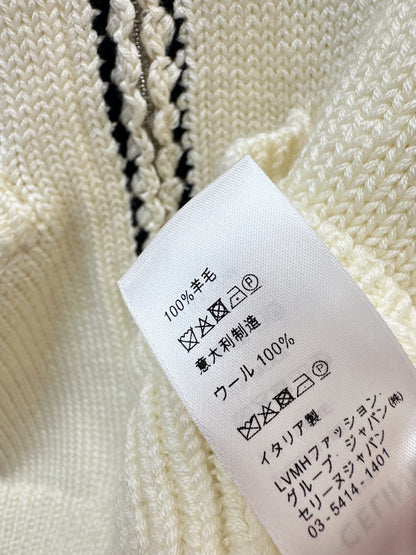 100%羊毛
意大利制造
ウール 100%
イタリア製
LVMHファッション.
グループ.ジャパン(株)
セリーヌジャパン
03-5414-1401